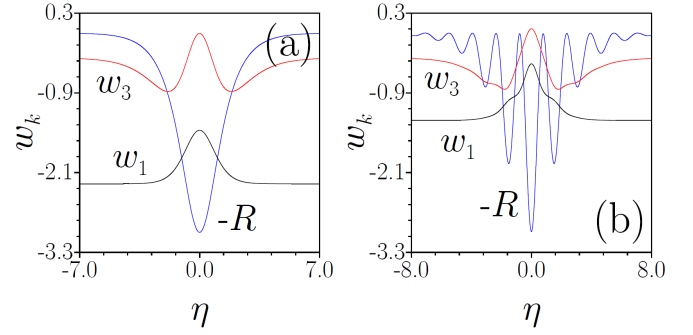 0.3
-0.9
-2.1
-3.3
w_k
(a)
w_3
w_1
-R
-7.0
0.0
7.0
η
0.3
-0.9
-2.1
-3.3
w_k
w_3
w_1
-R
(b)
-8.0
0.0
8.0
η